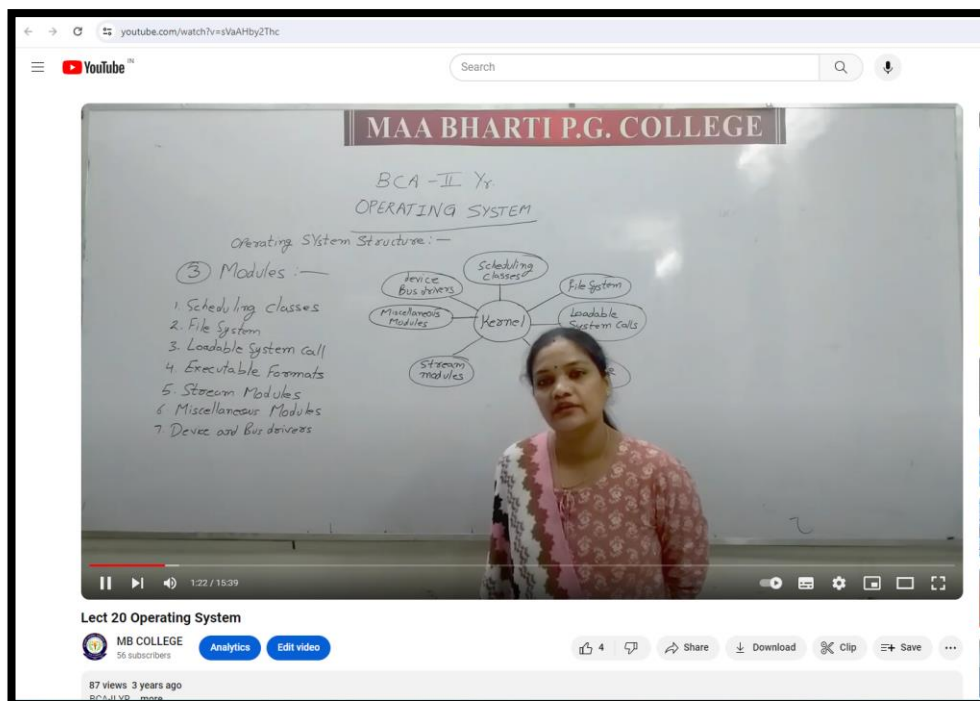 youtube.com/watch?v=sVaAHby2Thc
YouTube IN
Search
MAA BHARTI P.G. COLLEGE
BCA - II Yr.
OPERATING SYSTEM
Operating System Structure : —
3 Modules : —
1. Scheduling classes
2. File System
3. Loadable System call
4. Executable Formats
5. Stream Modules
6 Miscellaneous Modules
7. Device and Bus drivers
Scheduling
Classes
device
Bus drivers
File System
Miscellaneous
Modules
Kernel
Loadable
System Calls
Stream
modules
1:22 / 15:39
Lect 20 Operating System
MB COLLEGE
56 subscribers
Analytics
Edit video
4
Share
Download
Clip
Save
87 views 3 years ago
BCA-II YR ...more